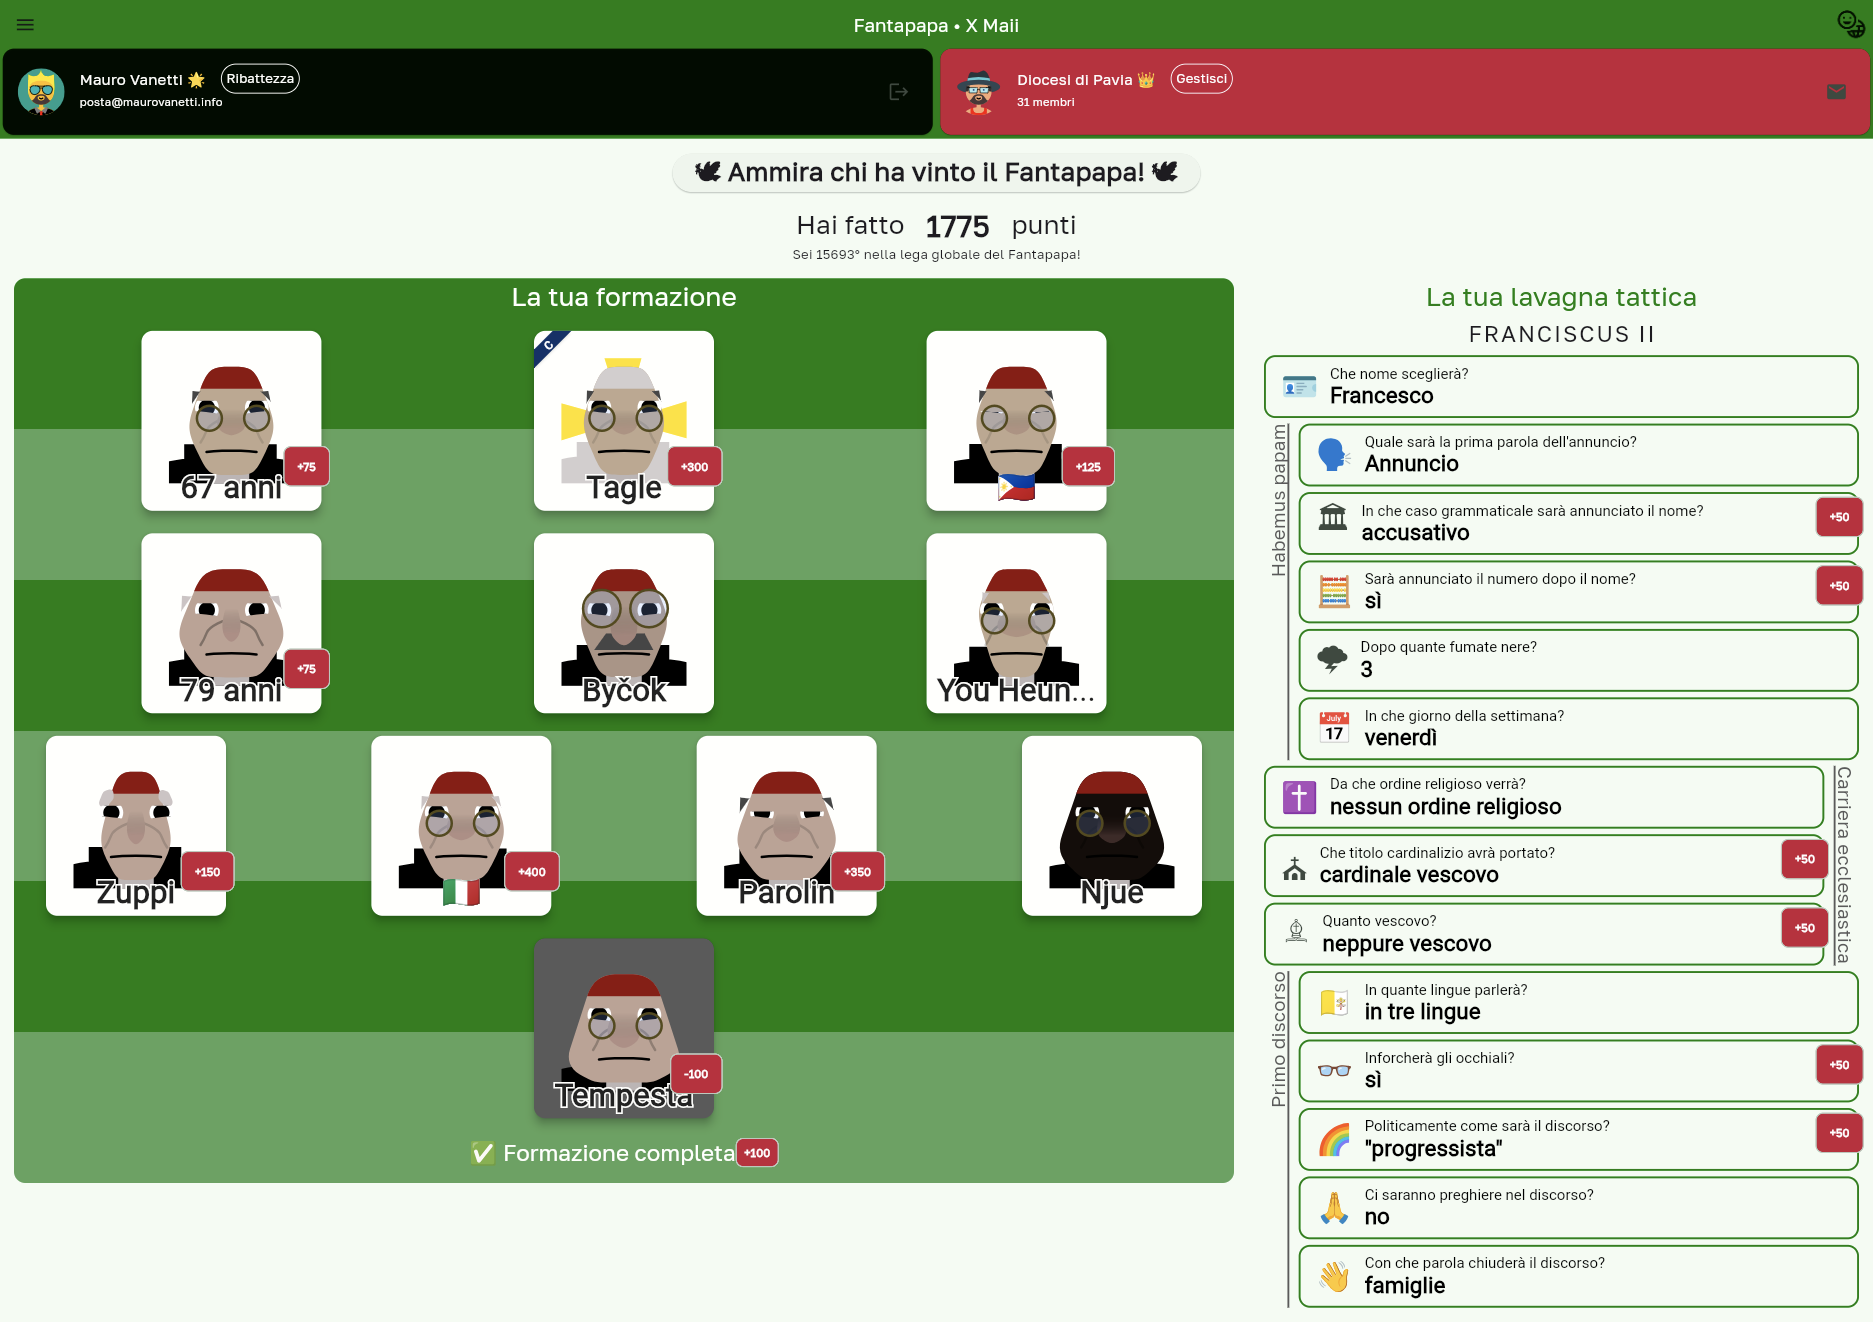 Fantapapa • X Maii
Mauro Vanetti 🌟 Ribattezza
posta@maurovanetti.info
Diocesi di Pavia 👑 Gestisci
31 membri
🕊 Ammira chi ha vinto il Fantapapa! 🕊
Hai fatto 1775 punti
Sei 15693° nella lega globale del Fantapapa!
La tua formazione
C
67 anni
+75
Tagle
+300
🇵🇭
+125
79 anni
+75
Byčok
You Heun...
Zuppi
+150
🇮🇹
+400
Parolin
+350
Njue
Tempesta
-100
✅ Formazione completa +100
La tua lavagna tattica
FRANCISCUS II
Che nome sceglierà?
Francesco
Habemus papam
Quale sarà la prima parola dell'annuncio?
Annuncio
In che caso grammaticale sarà annunciato il nome?
accusativo
+50
Sarà annunciato il numero dopo il nome?
sì
+50
Dopo quante fumate nere?
3
In che giorno della settimana?
July
17
venerdì
Carriera ecclesiastica
Da che ordine religioso verrà?
nessun ordine religioso
Che titolo cardinalizio avrà portato?
cardinale vescovo
+50
Quanto vescovo?
neppure vescovo
+50
Primo discorso
In quante lingue parlerà?
in tre lingue
Inforcherà gli occhiali?
sì
+50
Politicamente come sarà il discorso?
"progressista"
+50
Ci saranno preghiere nel discorso?
no
Con che parola chiuderà il discorso?
famiglie